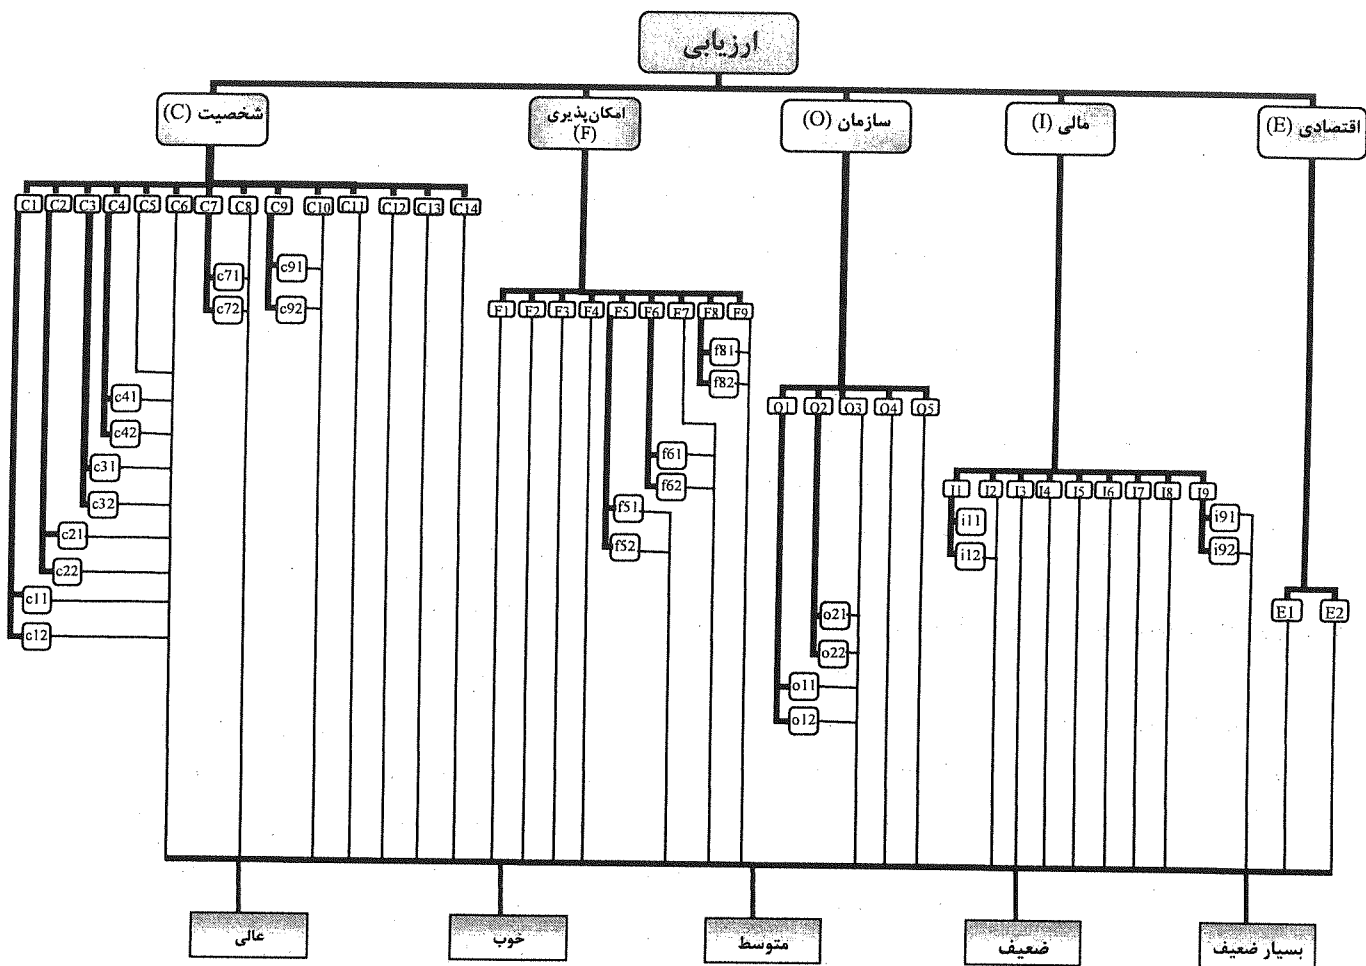 ارزیابی
شخصیت (C)
امکان‌پذیری
(F)
سازمان (O)
مالی (I)
اقتصادی (E)
C1 C2 C3 C4 C5 C6 C7 C8 C9 C10 C11 C12 C13 C14
c71
c72
c91
c92
c41
c42
c31
c32
c21
c22
c11
c12
F1 F2 F3 F4 F5 F6 F7 F8 F9
f81
f82
f61
f62
f51
f52
O1 O2 O3 O4 O5
o21
o22
o11
o12
I1 I2 I3 I4 I5 I6 I7 I8 I9
i11
i12
i91
i92
E1 E2
عالی
خوب
متوسط
ضعیف
بسیار ضعیف